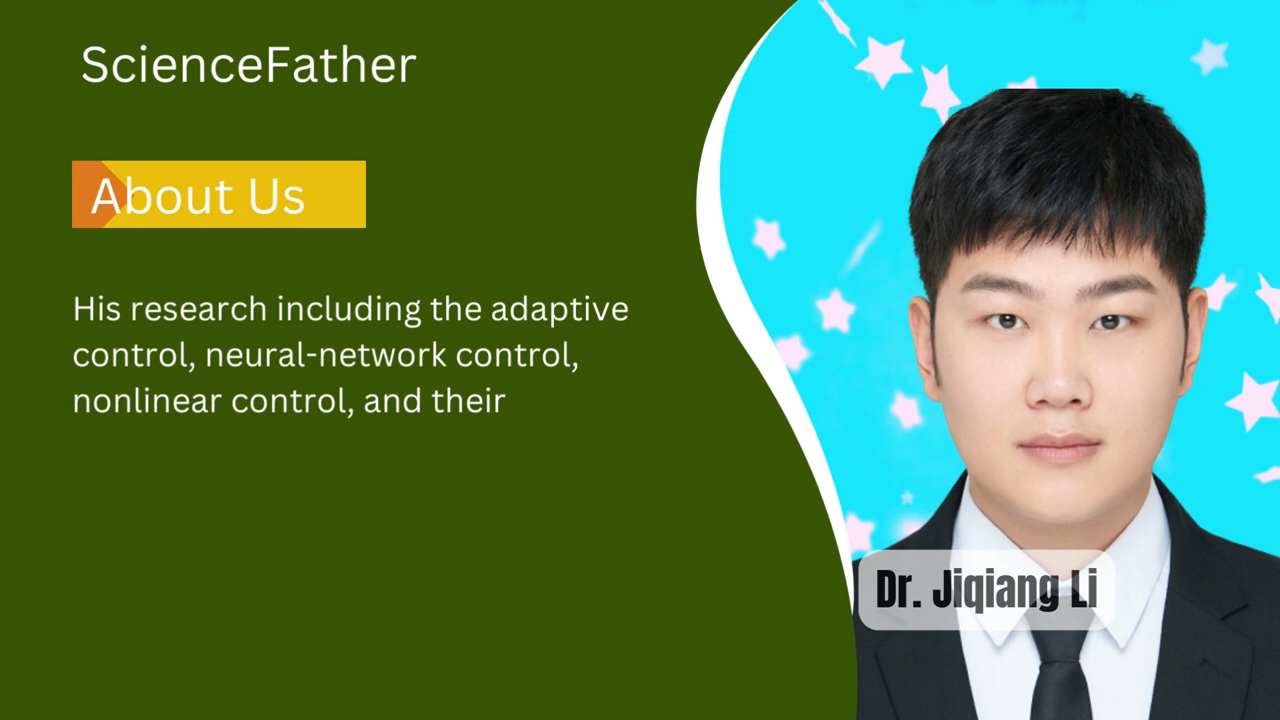 ScienceFather
About Us
His research including the adaptive
control, neural-network control,
nonlinear control, and their
Dr. Jiqiang Li